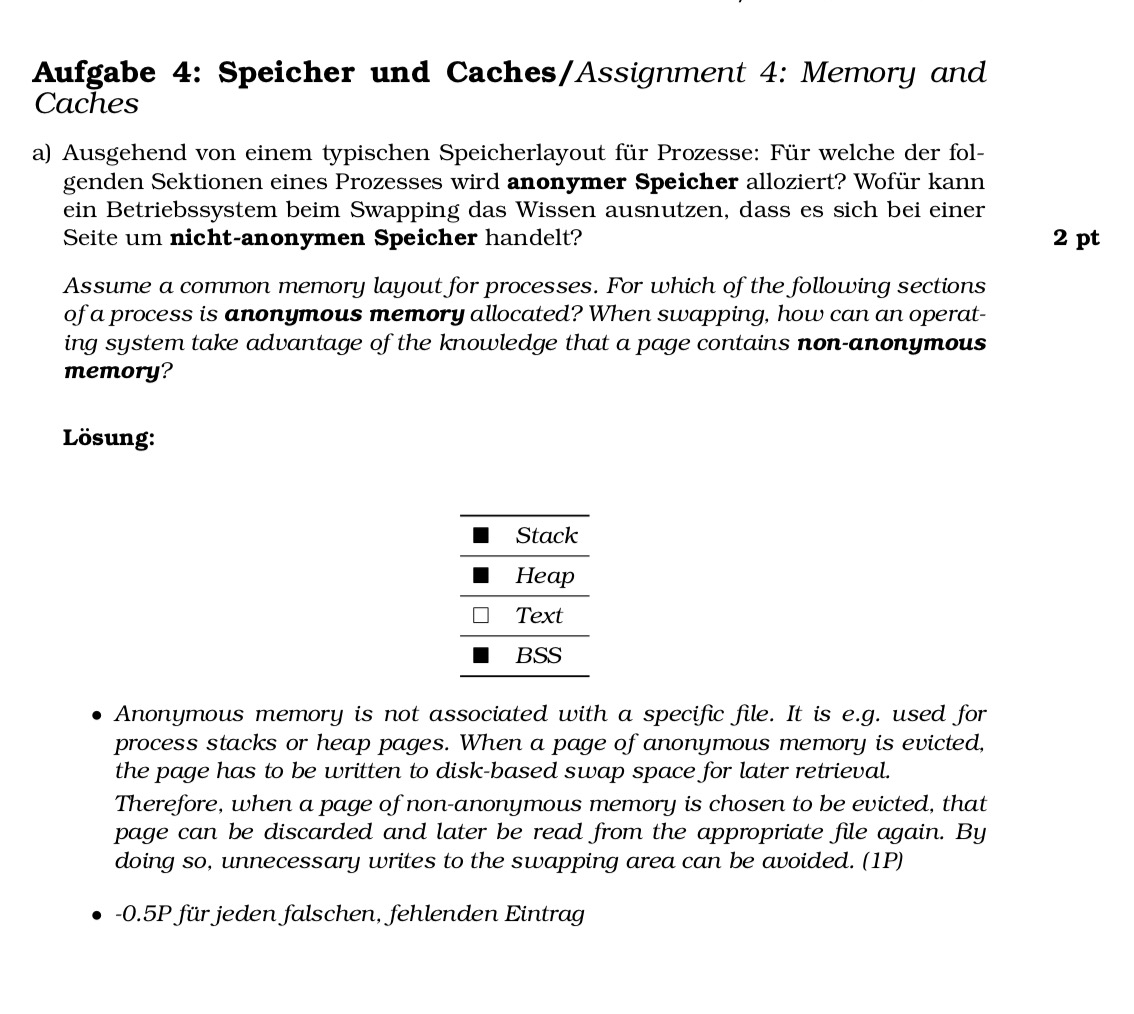 Aufgabe 4: Speicher und Caches/Assignment 4: Memory and
Caches
a) Ausgehend von einem typischen Speicherlayout für Prozesse: Für welche der fol-
genden Sektionen eines Prozesses wird anonymer Speicher alloziert? Wofür kann
ein Betriebssystem beim Swapping das Wissen ausnutzen, dass es sich bei einer
Seite um nicht-anonymen Speicher handelt?
2 pt
Assume a common memory layout for processes. For which of the following sections
of a process is anonymous memory allocated? When swapping, how can an operat-
ing system take advantage of the knowledge that a page contains non-anonymous
memory?
Lösung:
■ Stack
■ Heap
□ Text
■ BSS
• Anonymous memory is not associated with a specific file. It is e.g. used for
process stacks or heap pages. When a page of anonymous memory is evicted,
the page has to be written to disk-based swap space for later retrieval.
Therefore, when a page of non-anonymous memory is chosen to be evicted, that
page can be discarded and later be read from the appropriate file again. By
doing so, unnecessary writes to the swapping area can be avoided. (1P)
• -0.5P für jeden falschen, fehlenden Eintrag